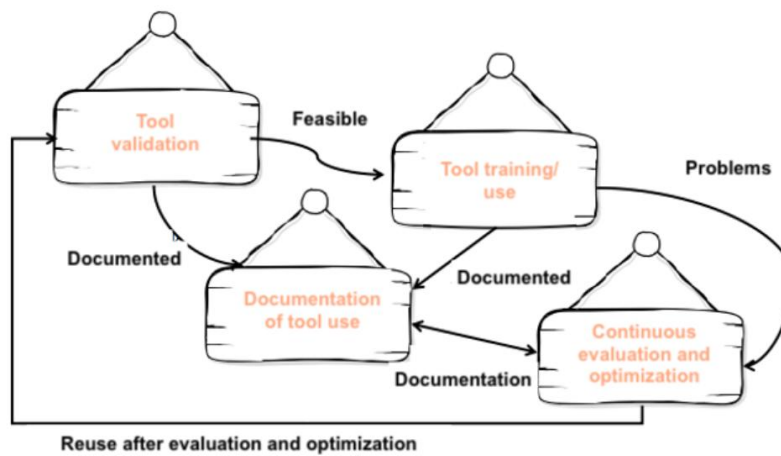 Tool
validation
Feasible
Tool training/
use
Problems
Documented
Documentation
of tool use
Documented
Continuous
evaluation and
optimization
Documentation
Reuse after evaluation and optimization